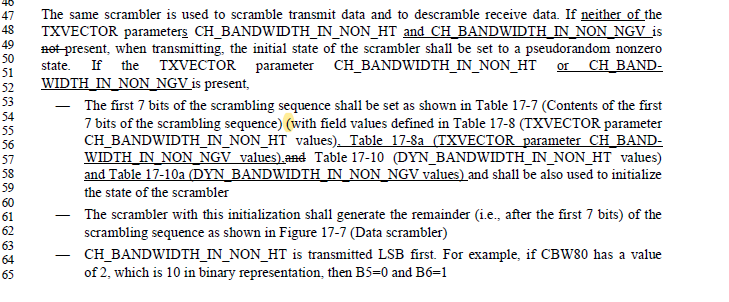 46
47 The same scrambler is used to scramble transmit data and to descramble receive data. If neither of the
48 TXVECTOR parameters CH_BANDWIDTH_IN_NON_HT and CH_BANDWIDTH_IN_NON_NGV is
49 not present, when transmitting, the initial state of the scrambler shall be set to a pseudorandom nonzero
50 state. If the TXVECTOR parameter CH_BANDWIDTH_IN_NON_HT or CH_BAND-
51 WIDTH_IN_NON_NGV is present,
52
53 — The first 7 bits of the scrambling sequence shall be set as shown in Table 17-7 (Contents of the first
54 7 bits of the scrambling sequence) (with field values defined in Table 17-8 (TXVECTOR parameter
55
56 CH_BANDWIDTH_IN_NON_HT values), Table 17-8a (TXVECTOR parameter CH_BAND-
57 WIDTH_IN_NON_NGV values),and Table 17-10 (DYN_BANDWIDTH_IN_NON_HT values)
58 and Table 17-10a (DYN_BANDWIDTH_IN_NON_NGV values) and shall be also used to initialize
59 the state of the scrambler
60
61 — The scrambler with this initialization shall generate the remainder (i.e., after the first 7 bits) of the
62 scrambling sequence as shown in Figure 17-7 (Data scrambler)
63
64 — CH_BANDWIDTH_IN_NON_HT is transmitted LSB first. For example, if CBW80 has a value
65 of 2, which is 10 in binary representation, then B5=0 and B6=1